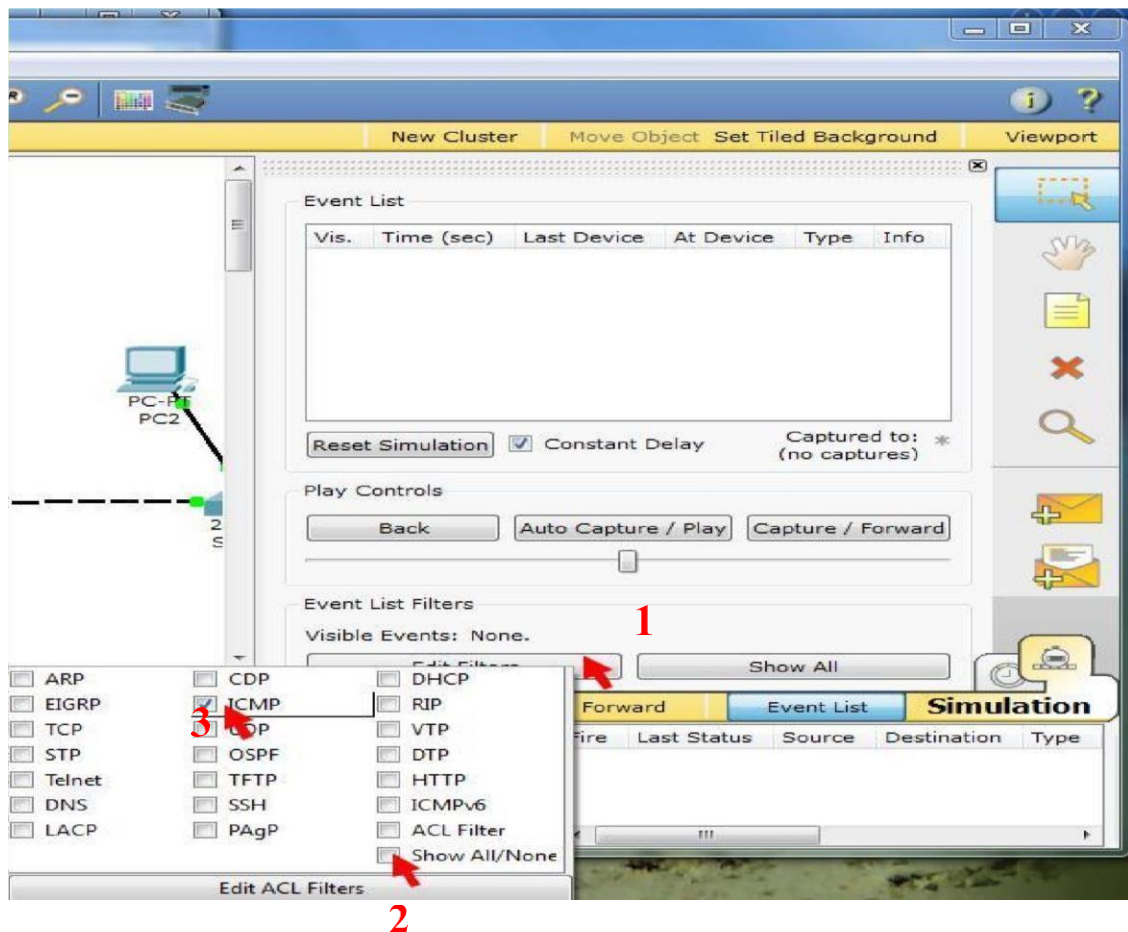 i ?
New Cluster Move Object Set Tiled Background Viewport
Event List
Vis. Time (sec) Last Device At Device Type Info
PC-PT
PC2
Reset Simulation Constant Delay Captured to: *
(no captures)
Play Controls
2
S
Back Auto Capture / Play Capture / Forward
Event List Filters
1
Visible Events: None.
Edit Filters Show All
ARP CDP DHCP
EIGRP ICMP RIP
Forward Event List Simulation
3
TCP UDP VTP
Fire Last Status Source Destination Type
STP OSPF DTP
Telnet TFTP HTTP
DNS SSH ICMPv6
LACP PAgP ACL Filter
Show All/None
Edit ACL Filters
2